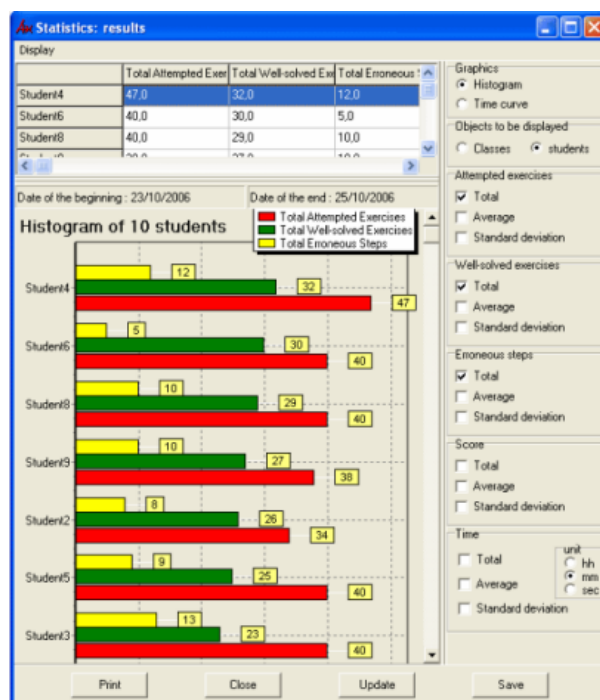 Statistics: results
Display
Total Attempted Exer Total Well-solved Exe Total Erroneous S
Student4 47,0 32,0 12,0
Student6 40,0 30,0 5,0
Student8 40,0 29,0 10,0
Date of the beginning : 23/10/2006 Date of the end : 25/10/2006
Histogram of 10 students
Total Attempted Exercises
Total Well-solved Exercises
Total Erroneous Steps
12
Student4 32
47
5
Student6 30
40
10
Student8 29
40
10
Student9 27
38
8
Student2 26
34
9
Student5 25
40
13
Student3 23
40
Graphics
Histogram
Time curve
Objects to be displayed
Classes students
Attempted exercises
Total
Average
Standard deviation
Well-solved exercises
Total
Average
Standard deviation
Erroneous steps
Total
Average
Standard deviation
Score
Total
Average
Standard deviation
Time
Total
Average
Standard deviation
unit
hh
mm
sec
Print Close Update Save